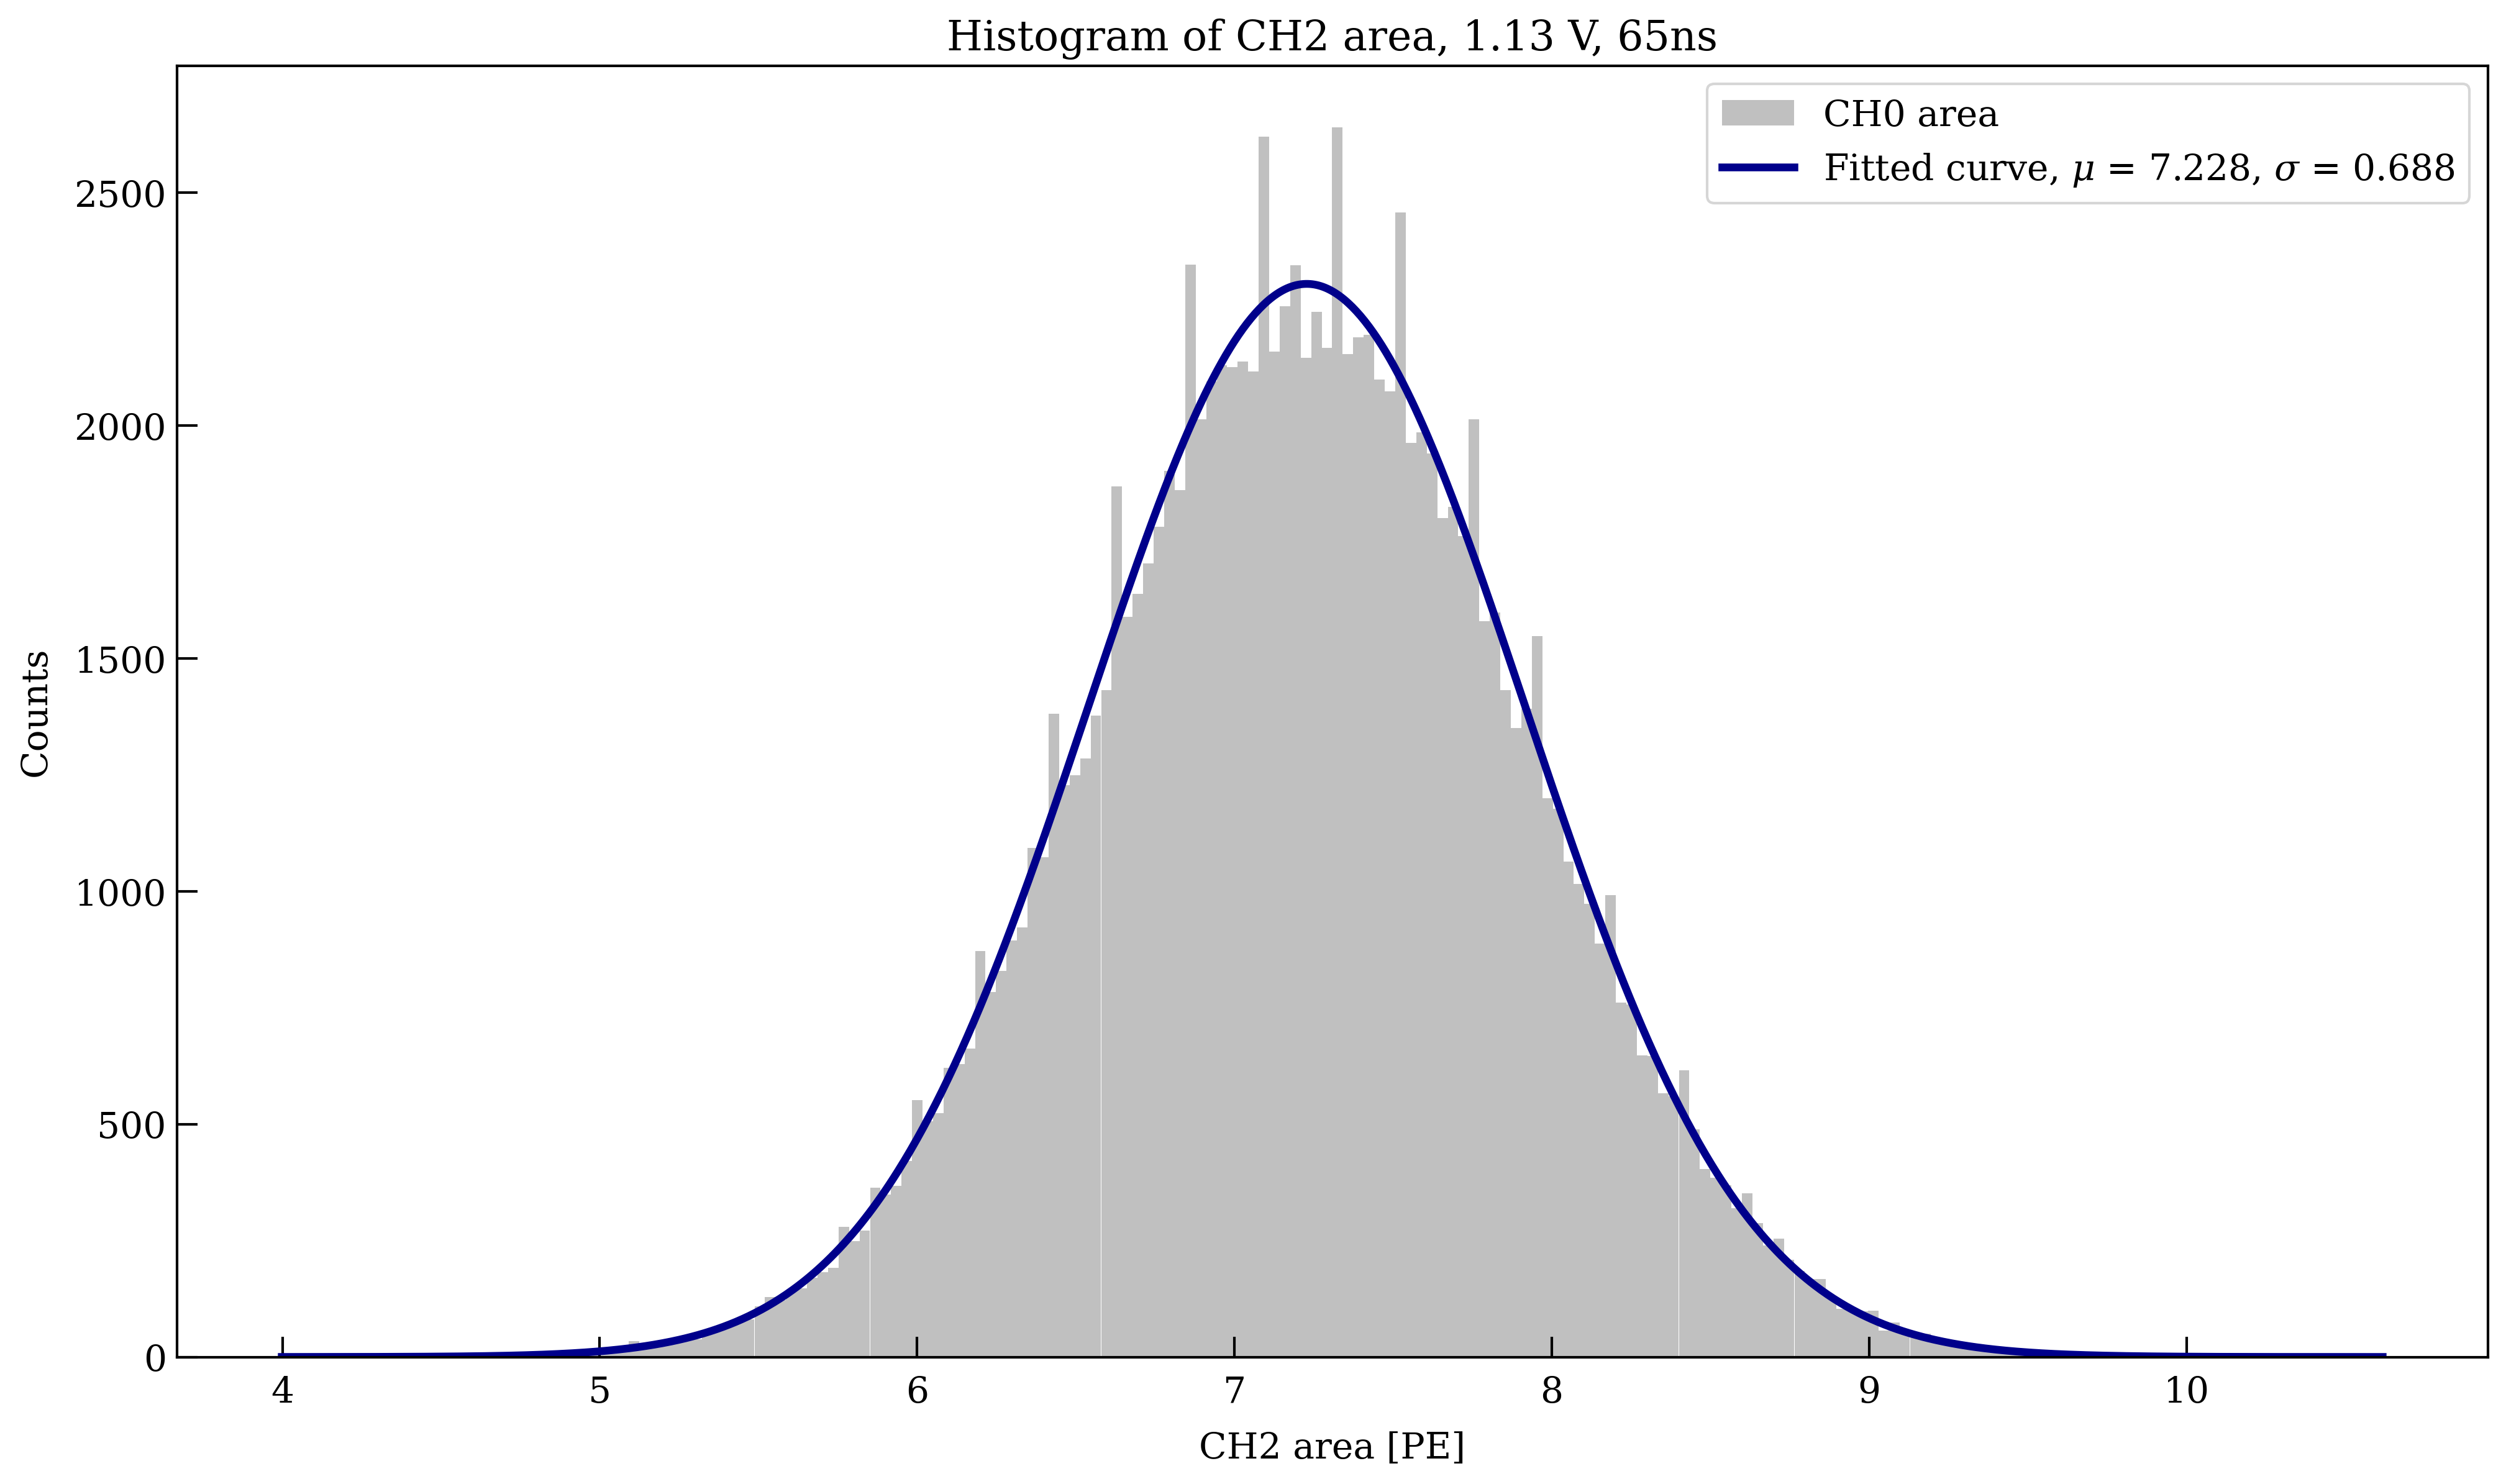 Histogram of CH2 area, 1.13 V, 65ns
CH0 area
Fitted curve, μ = 7.228, σ = 0.688
2500
2000
1500
1000
500
0
Counts
4 5 6 7 8 9 10
CH2 area [PE]